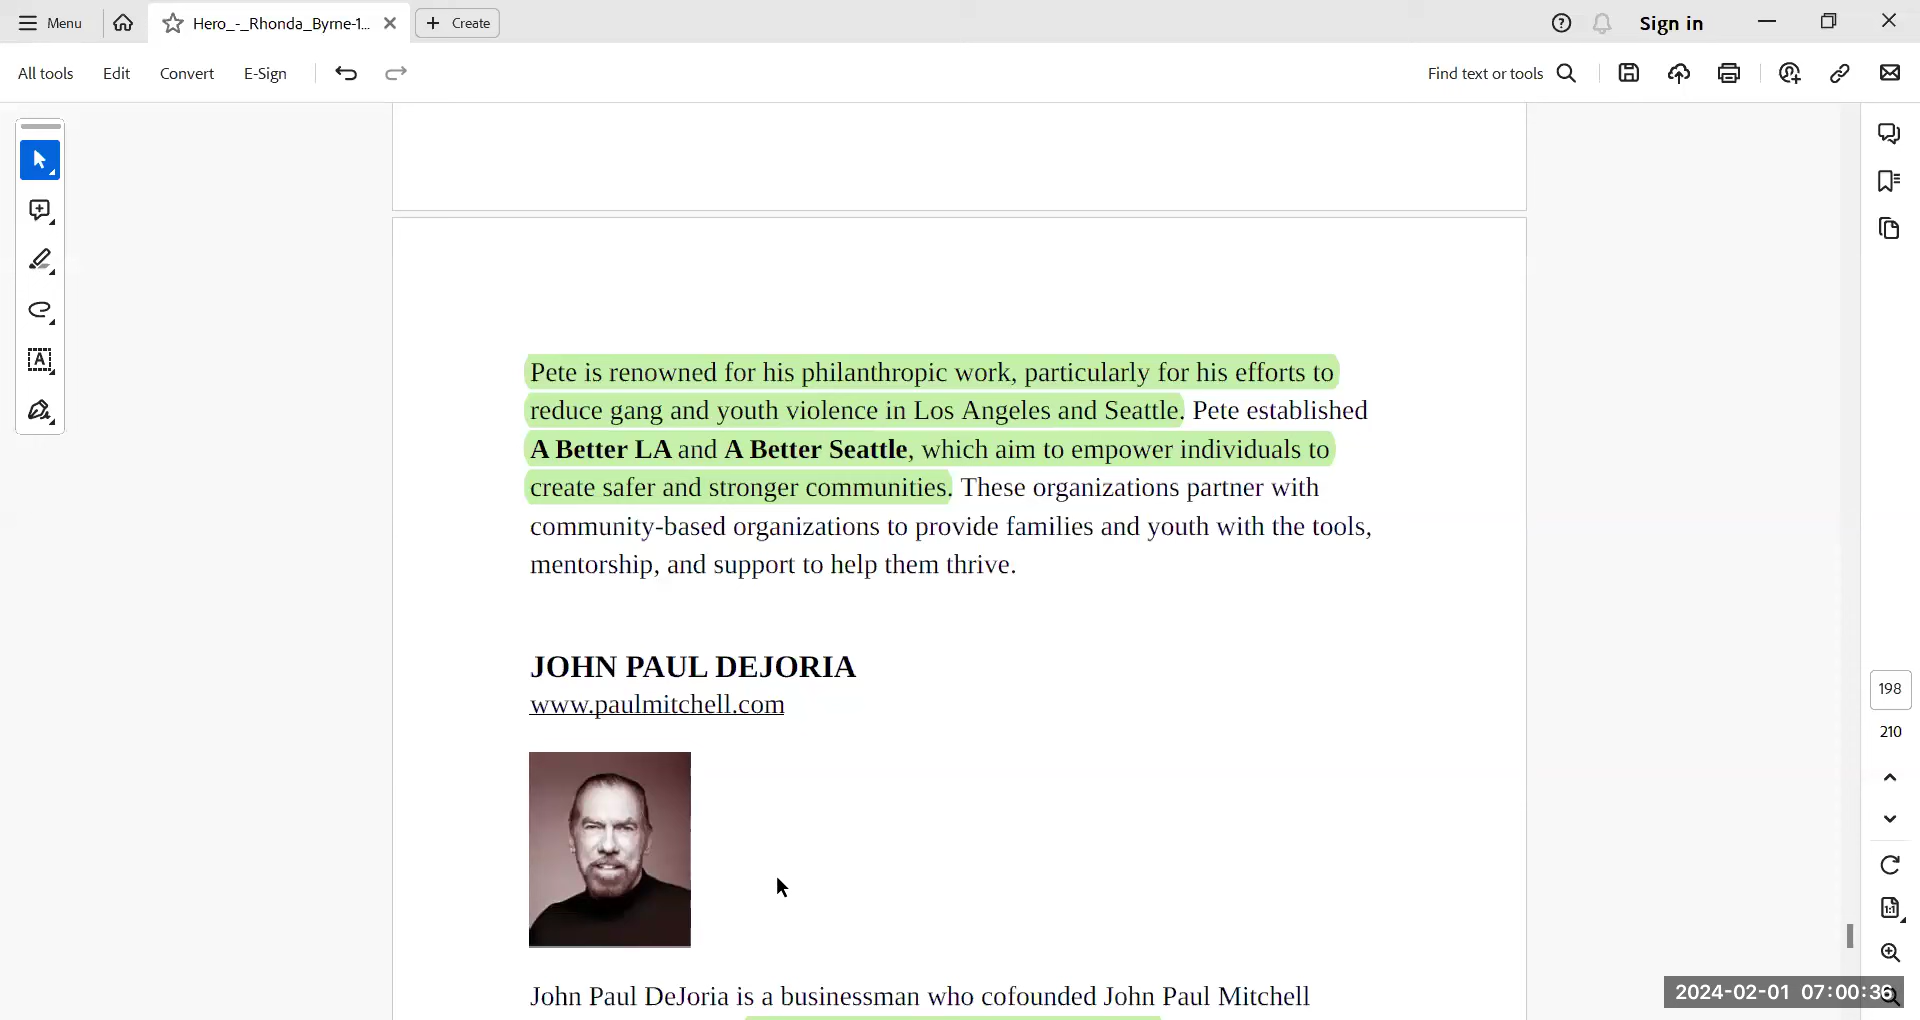 Menu
Hero_-_Rhonda_Byrne-1...
Create
Sign in
All tools
Edit
Convert
E-Sign
Find text or tools
Pete is renowned for his philanthropic work, particularly for his efforts to
reduce gang and youth violence in Los Angeles and Seattle. Pete established
A Better LA and A Better Seattle, which aim to empower individuals to
create safer and stronger communities. These organizations partner with
community-based organizations to provide families and youth with the tools,
mentorship, and support to help them thrive.
JOHN PAUL DEJORIA
www.paulmitchell.com
John Paul DeJoria is a businessman who cofounded John Paul Mitchell
198
210
2024-02-01 07:00:36